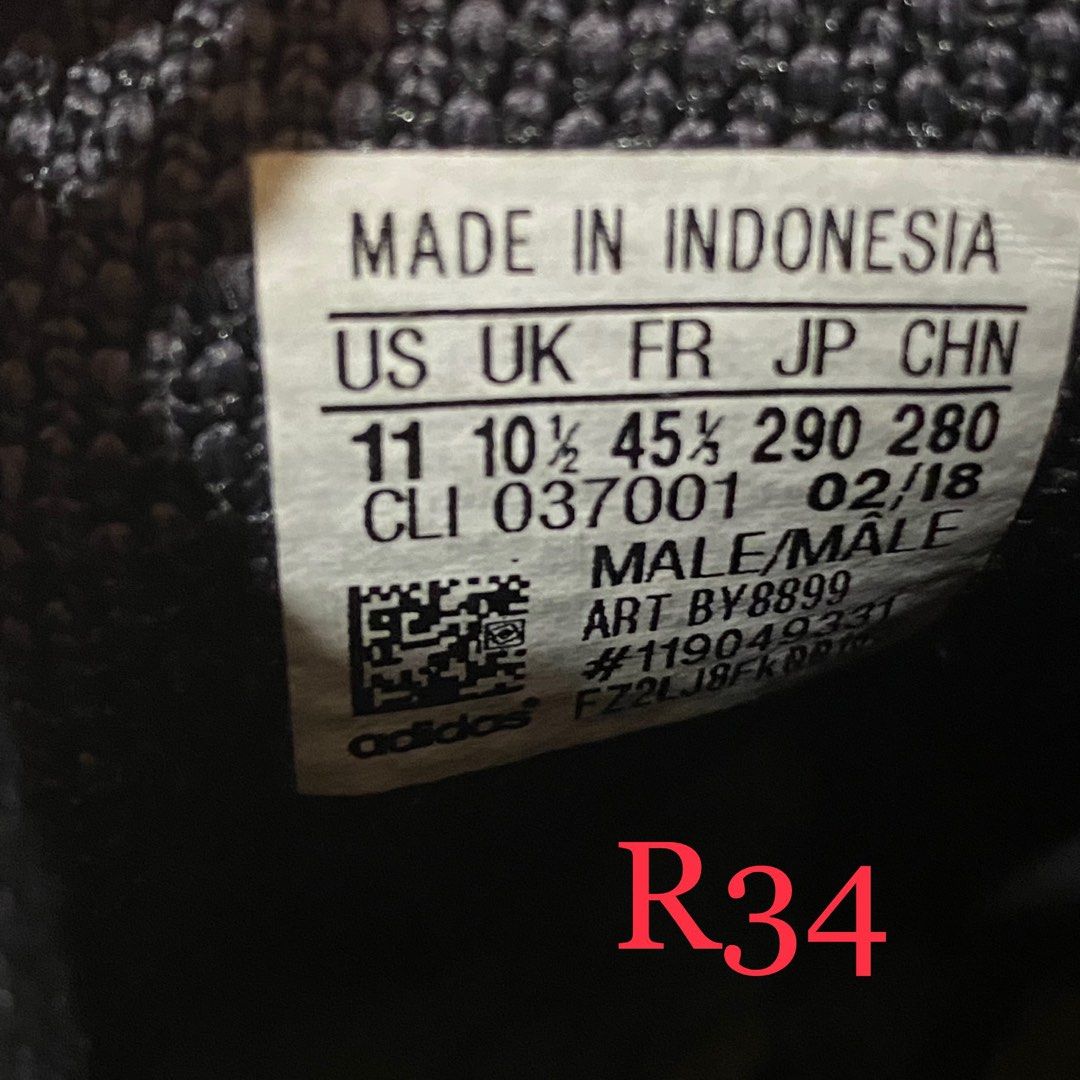 MADE IN INDONESIA
US UK FR JP CHN
11 10½ 45⅓ 290 280
CLI 037001 02/18
MALE/MÂLE
ART BY8899
#119049331
adidas
R34